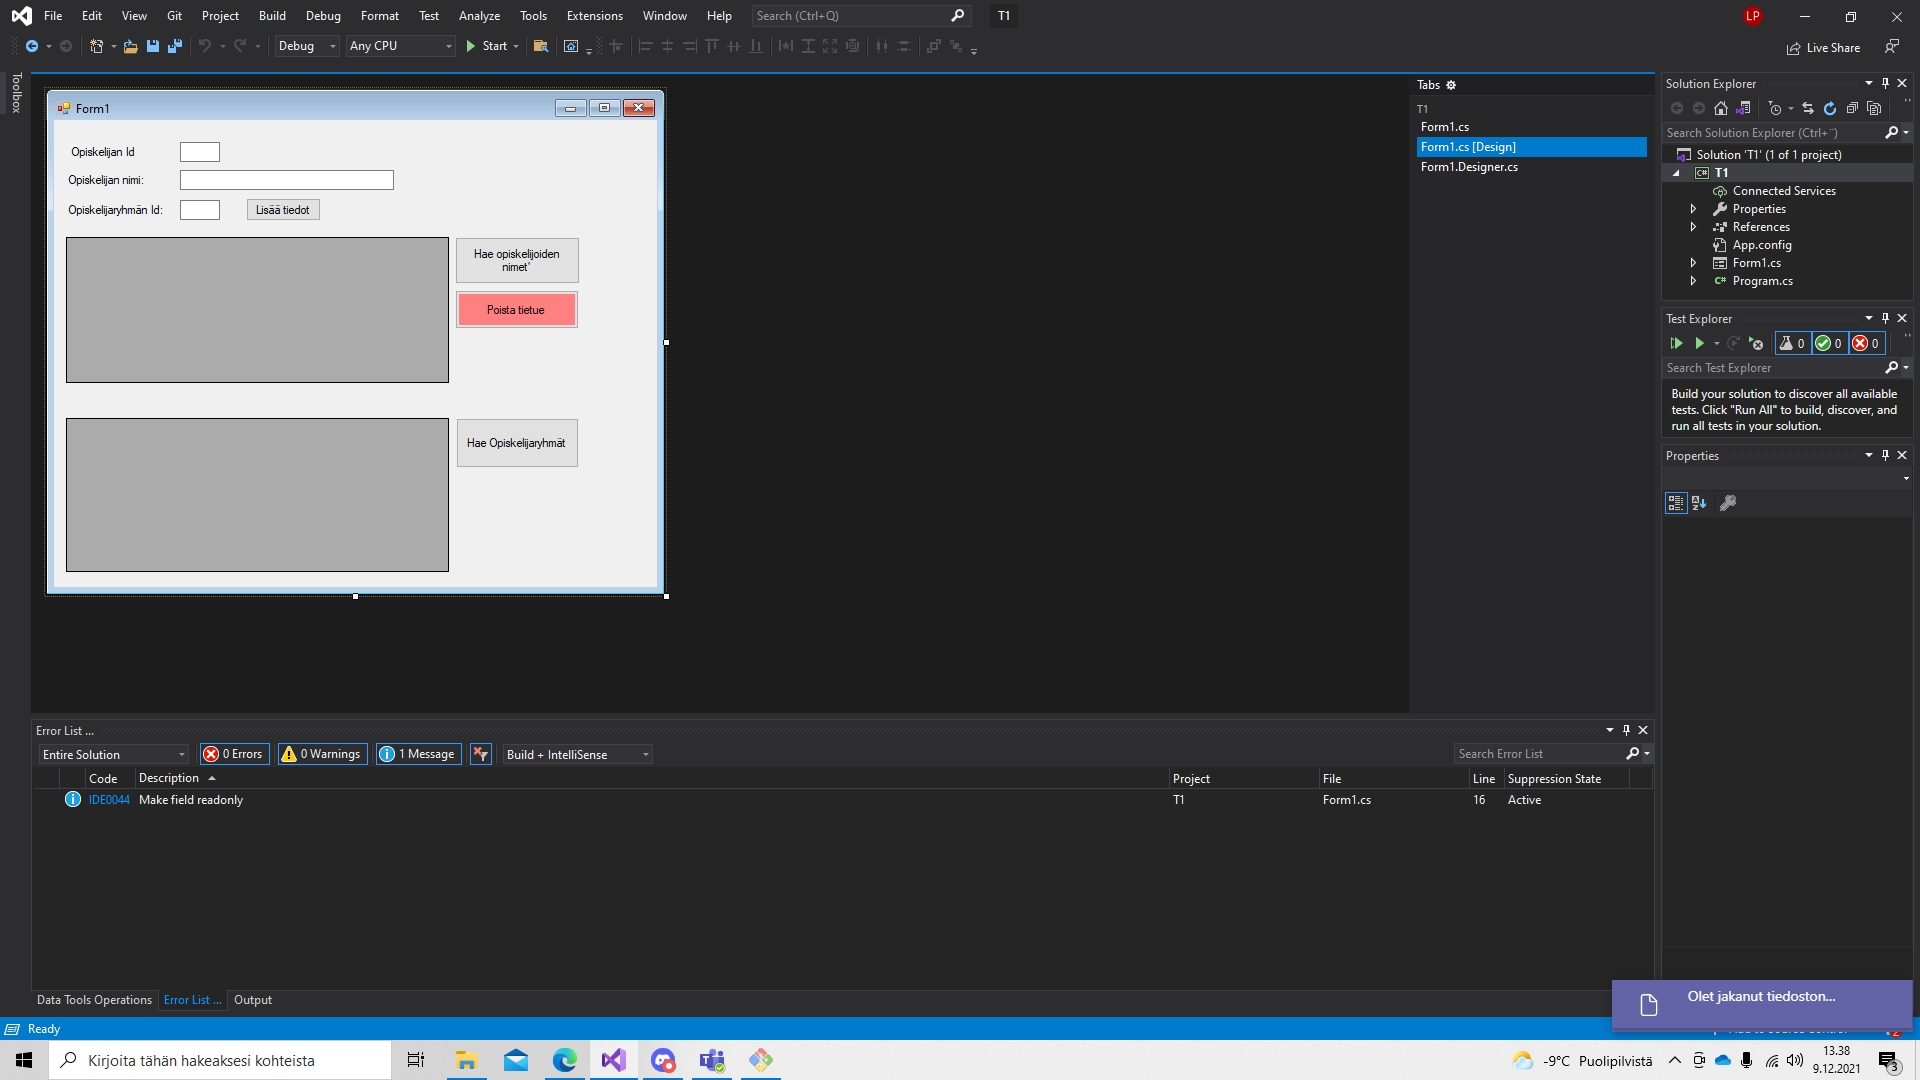 File Edit View Git Project Build Debug Format Test Analyze Tools Extensions Window Help Search (Ctrl+Q) T1 LP
Debug Any CPU Start Live Share
Toolbox
Form1
Opiskelijan Id
Opiskelijan nimi:
Opiskelijaryhmän Id: Lisää tiedot
Hae opiskelijoiden
nimet'
Poista tietue
Hae Opiskelijaryhmät
Tabs
T1
Form1.cs
Form1.cs [Design]
Form1.Designer.cs
Solution Explorer
Search Solution Explorer (Ctrl+¨)
Solution 'T1' (1 of 1 project)
C# T1
Connected Services
Properties
References
App.config
Form1.cs
C# Program.cs
Test Explorer
0 0 0
Search Test Explorer
Build your solution to discover all available
tests. Click "Run All" to build, discover, and
run all tests in your solution.
Properties
Error List ...
Entire Solution 0 Errors 0 Warnings 1 Message Build + IntelliSense Search Error List
Code Description Project File Line Suppression State
IDE0044 Make field readonly T1 Form1.cs 16 Active
Data Tools Operations Error List ... Output
Olet jakanut tiedoston...
Ready
Kirjoita tähän hakeaksesi kohteista
-9°C Puolipilvistä
13.38
9.12.2021
3